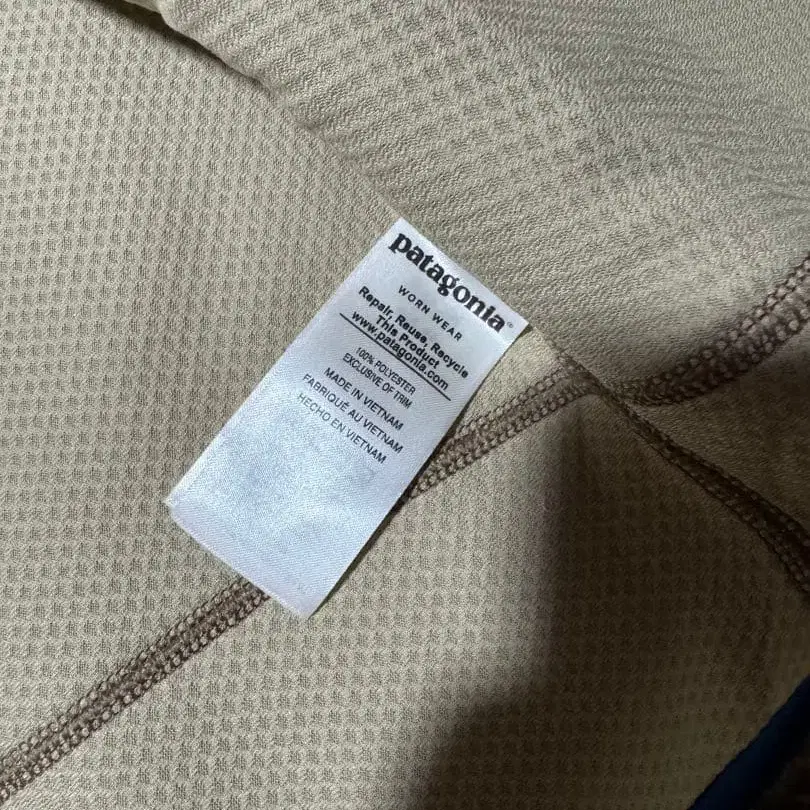 patagonia®
WORN WEAR
Repair, Reuse, Recycle
This Product
www.patagonia.com
100% POLYESTER
EXCLUSIVE OF TRIM
MADE IN VIETNAM
FABRIQUÉ AU VIETNAM
HECHO EN VIETNAM